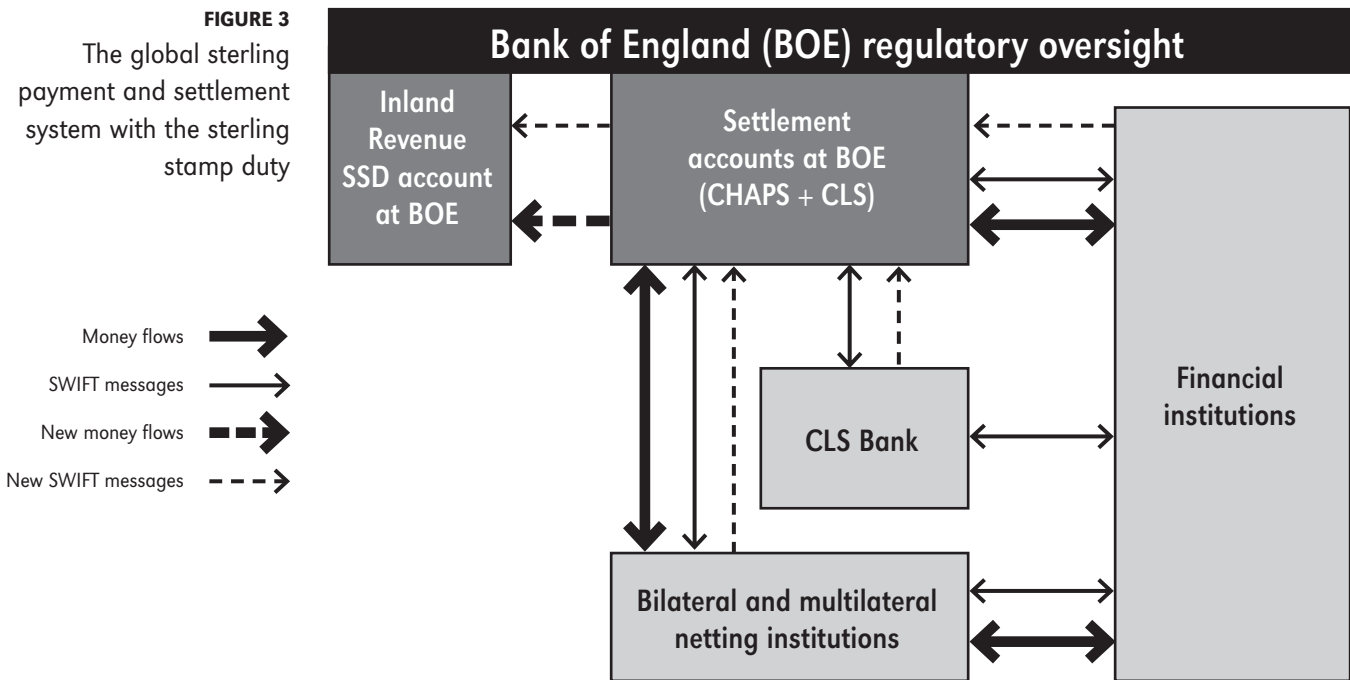 FIGURE 3
The global sterling
payment and settlement
system with the sterling
stamp duty
Bank of England (BOE) regulatory oversight
Inland
Revenue
SSD account
at BOE
Settlement
accounts at BOE
(CHAPS + CLS)
Financial
institutions
CLS Bank
Bilateral and multilateral
netting institutions
Money flows
SWIFT messages
New money flows
New SWIFT messages